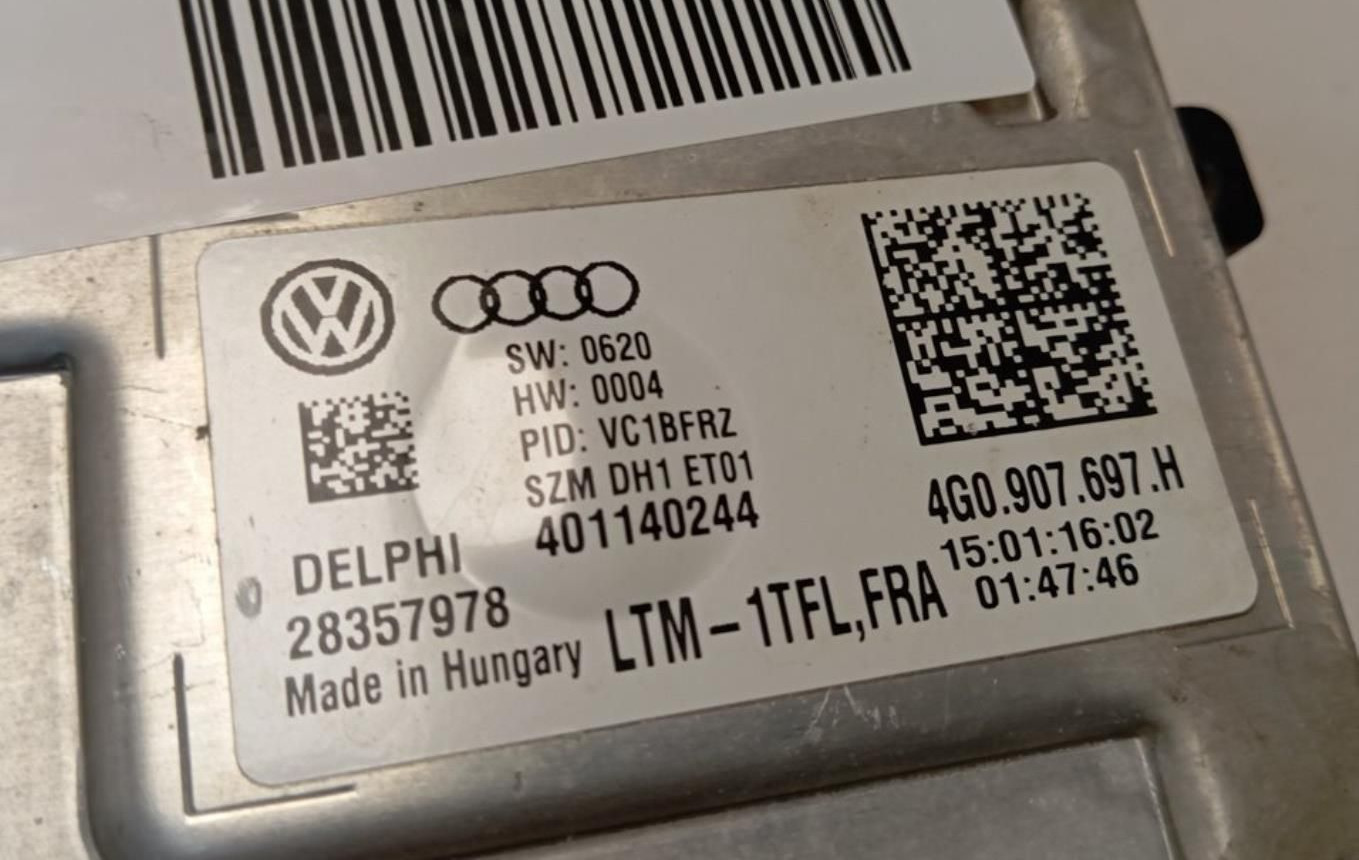 SW: 0620
HW: 0004
PID: VC1BFRZ
SZM DH1 ET01
401140244
DELPHI
28357978
Made in Hungary
LTM-1TFL,FRA
4G0.907.697.H
15:01:16:02
01:47:46